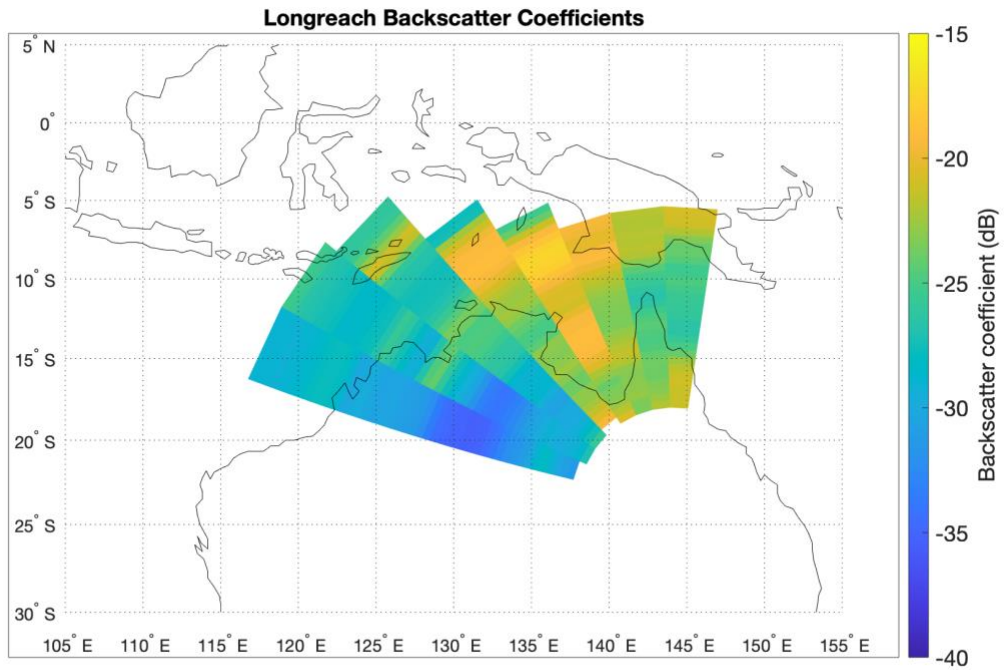 Longreach Backscatter Coefficients
5° N
0°
5° S
10° S
15° S
20° S
25° S
30° S
105° E 110° E 115° E 120° E 125° E 130° E 135° E 140° E 145° E 150° E 155° E
-15
-20
-25
-30
-35
-40
Backscatter coefficient (dB)